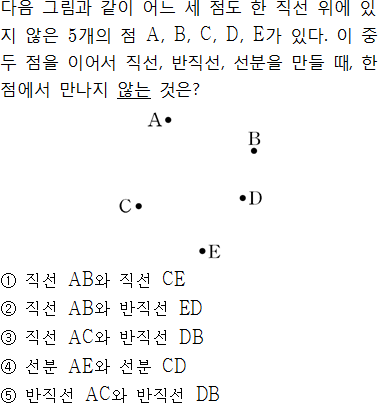 다음 그림과 같이 어느 세 점도 한 직선 위에 있
지 않은 5개의 점 A, B, C, D, E가 있다. 이 중
두 점을 이어서 직선, 반직선, 선분을 만들 때, 한
점에서 만나지 않는 것은?
A
B
C
D
E
① 직선 AB와 직선 CE
② 직선 AB와 반직선 ED
③ 직선 AC와 반직선 DB
④ 선분 AE와 선분 CD
⑤ 반직선 AC와 반직선 DB